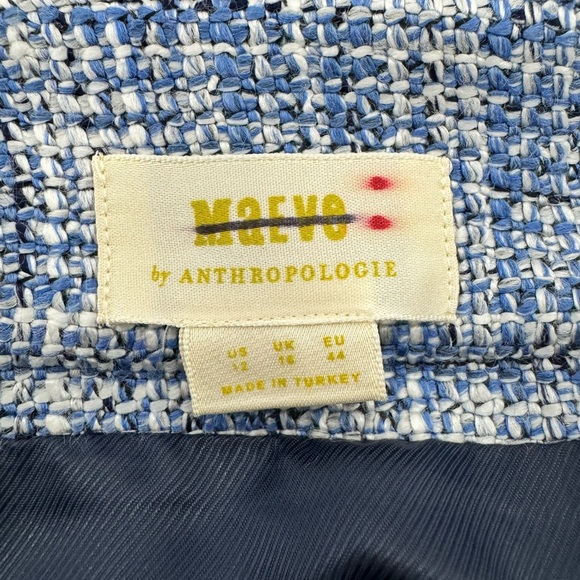 Maeve
by ANTHROPOLOGIE
US UK EU
12 16 44
MADE IN TURKEY